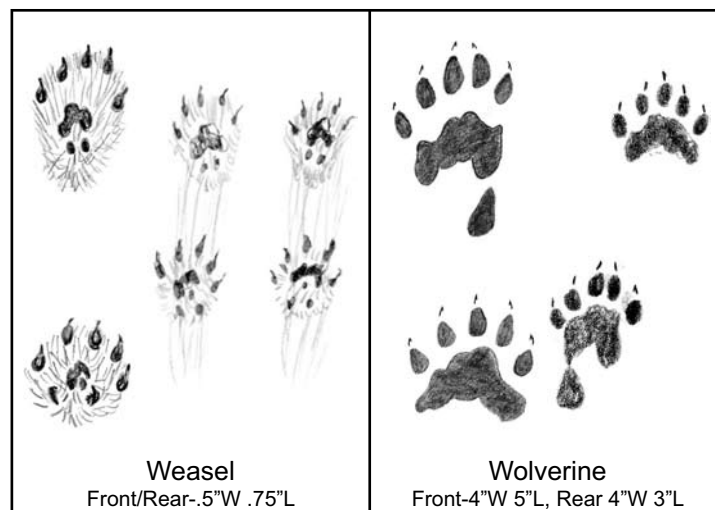 Weasel
Front/Rear-.5”W .75”L
Wolverine
Front-4”W 5”L, Rear 4”W 3”L